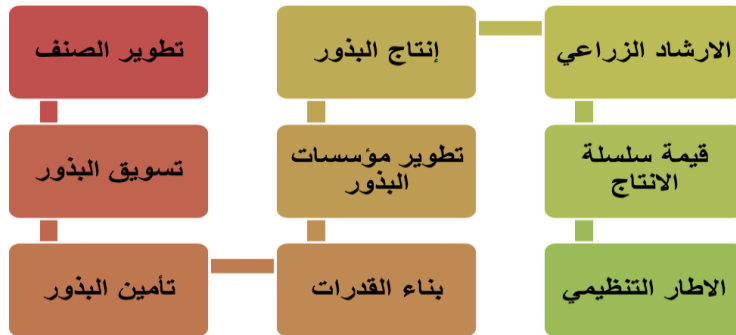 تطوير الصنف
تسويق البذور
تأمين البذور
بناء القدرات
تطوير مؤسسات
البذور
إنتاج البذور
الارشاد الزراعي
قيمة سلسلة
الانتاج
الاطار التنظيمي